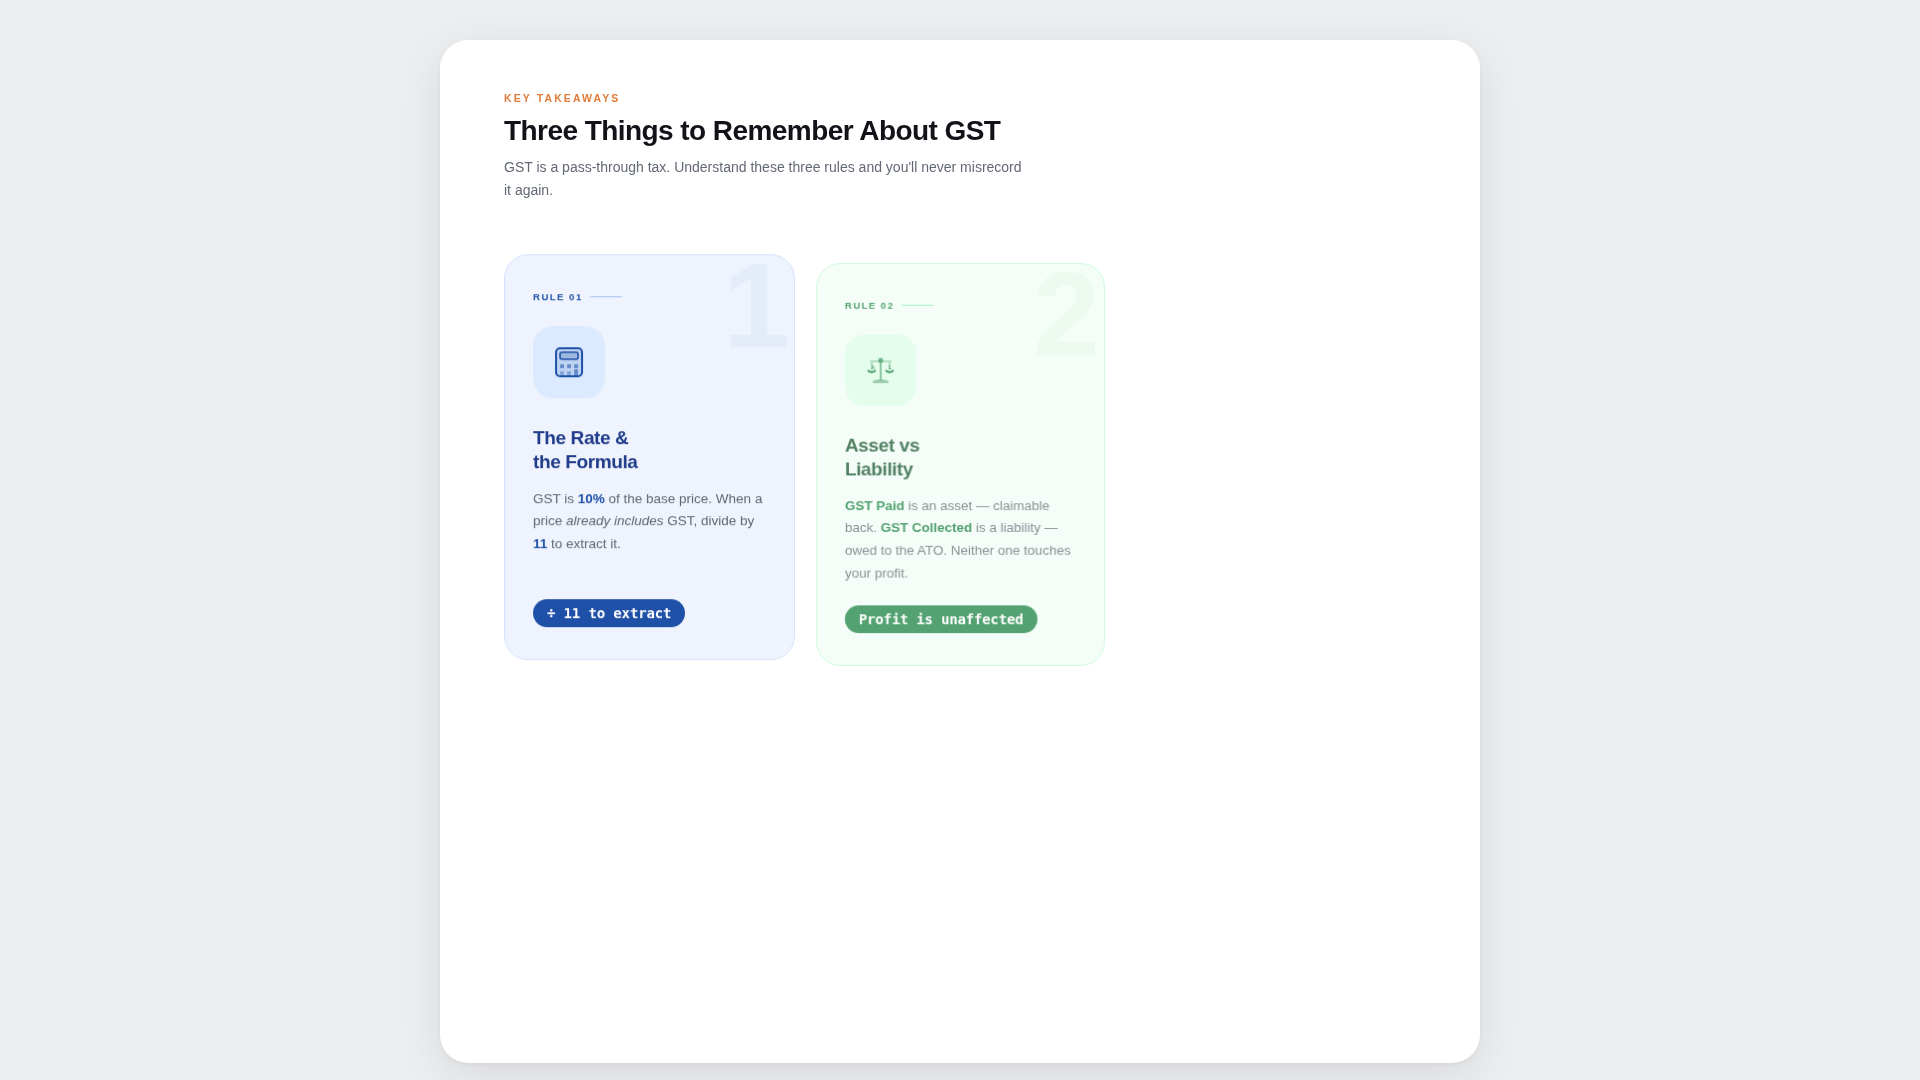 KEY TAKEAWAYS
Three Things to Remember About GST
GST is a pass-through tax. Understand these three rules and you'll never misrecord
it again.
1
RULE 01
The Rate &
the Formula
GST is 10% of the base price. When a
price already includes GST, divide by
11 to extract it.
÷ 11 to extract
2
RULE 02
Asset vs
Liability
GST Paid is an asset — claimable
back. GST Collected is a liability —
owed to the ATO. Neither one touches
your profit.
Profit is unaffected